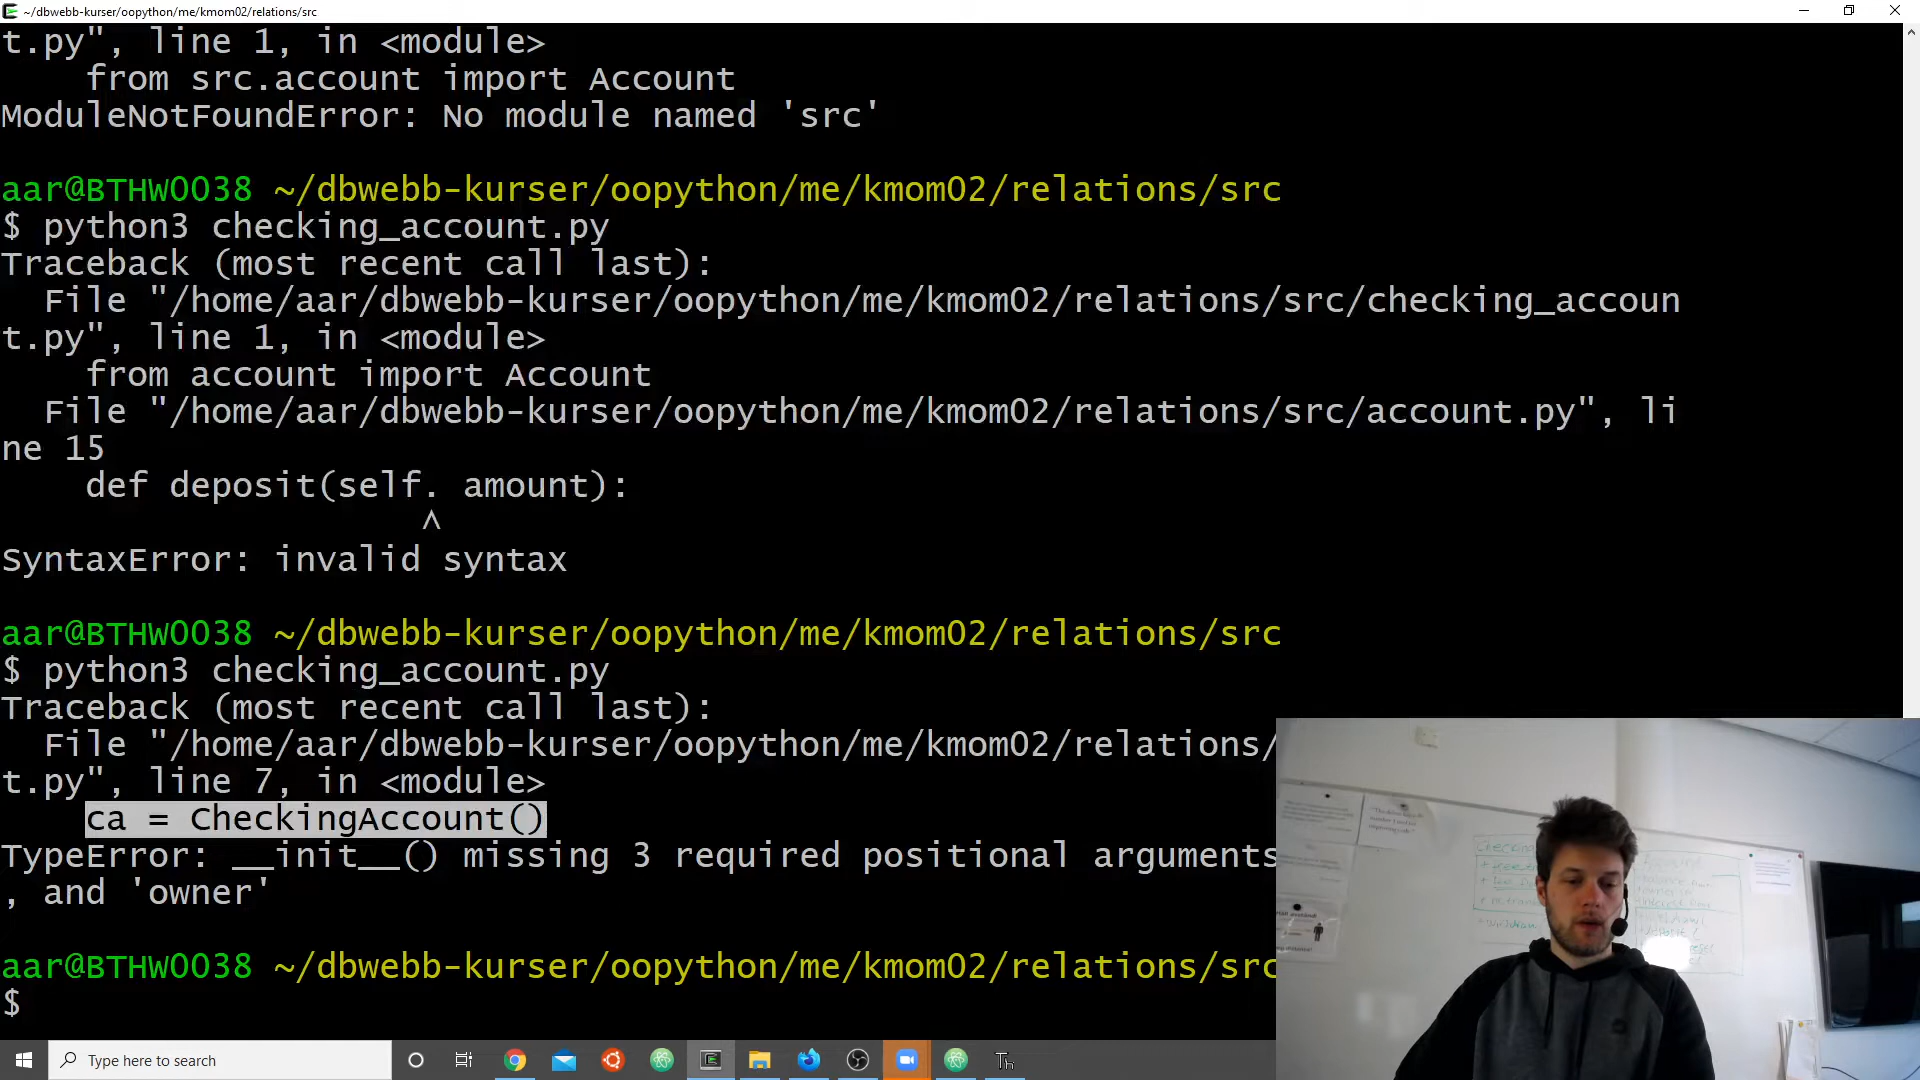 ~/dbwebb-kurser/oopython/me/kmom02/relations/src
t.py", line 1, in <module>
from src.account import Account
ModuleNotFoundError: No module named 'src'
aar@BTHW0038 ~/dbwebb-kurser/oopython/me/kmom02/relations/src
$ python3 checking_account.py
Traceback (most recent call last):
File "/home/aar/dbwebb-kurser/oopython/me/kmom02/relations/src/checking_accoun
t.py", line 1, in <module>
from account import Account
File "/home/aar/dbwebb-kurser/oopython/me/kmom02/relations/src/account.py", li
ne 15
def deposit(self. amount):
^
SyntaxError: invalid syntax
aar@BTHW0038 ~/dbwebb-kurser/oopython/me/kmom02/relations/src
$ python3 checking_account.py
Traceback (most recent call last):
File "/home/aar/dbwebb-kurser/oopython/me/kmom02/relations/
t.py", line 7, in <module>
ca = CheckingAccount()
TypeError: __init__() missing 3 required positional arguments
, and 'owner'
aar@BTHW0038 ~/dbwebb-kurser/oopython/me/kmom02/relations/src
$
Checking
Type here to search
Th